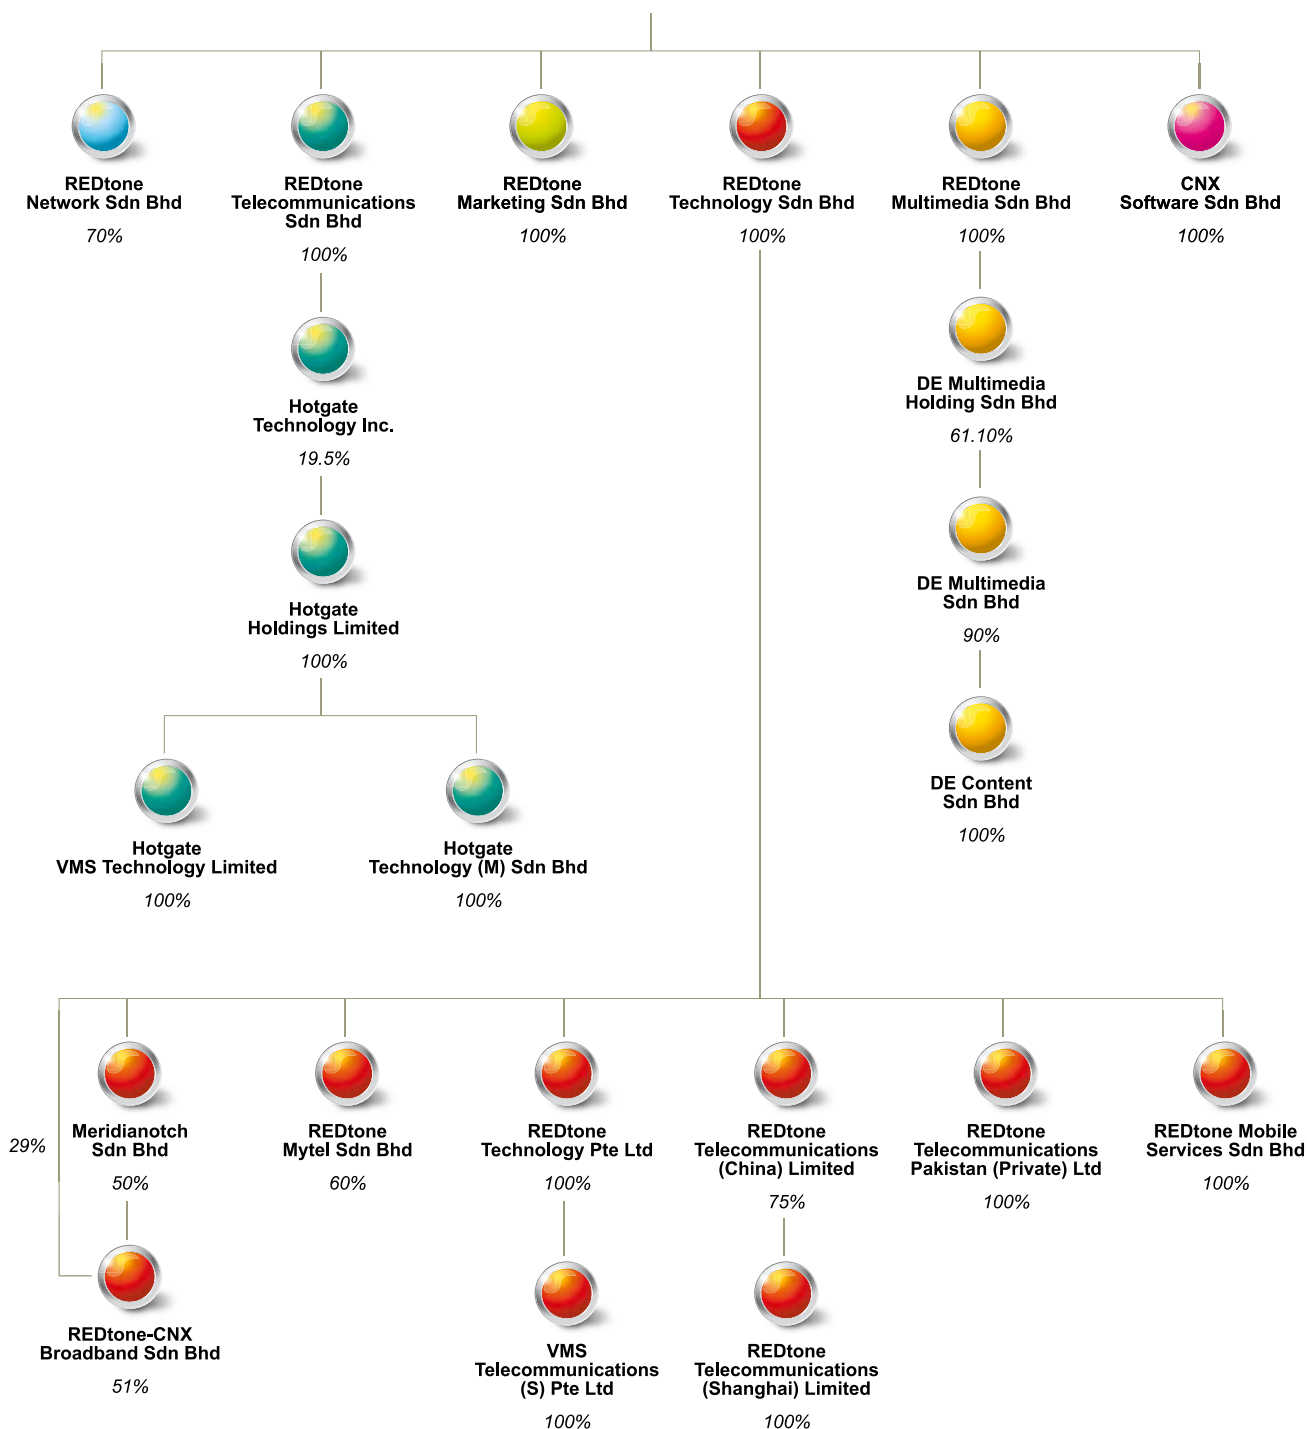 REDtone
Network Sdn Bhd
70%
REDtone
Telecommunications
Sdn Bhd
100%
REDtone
Marketing Sdn Bhd
100%
REDtone
Technology Sdn Bhd
100%
REDtone
Multimedia Sdn Bhd
100%
CNX
Software Sdn Bhd
100%
Hotgate
Technology Inc.
19.5%
DE Multimedia
Holding Sdn Bhd
61.10%
Hotgate
Holdings Limited
100%
DE Multimedia
Sdn Bhd
90%
Hotgate
VMS Technology Limited
100%
Hotgate
Technology (M) Sdn Bhd
100%
DE Content
Sdn Bhd
100%
29%
Meridianotch
Sdn Bhd
50%
REDtone
Mytel Sdn Bhd
60%
REDtone
Technology Pte Ltd
100%
REDtone
Telecommunications
(China) Limited
75%
REDtone
Telecommunications
Pakistan (Private) Ltd
100%
REDtone Mobile
Services Sdn Bhd
100%
REDtone-CNX
Broadband Sdn Bhd
51%
VMS
Telecommunications
(S) Pte Ltd
100%
REDtone
Telecommunications
(Shanghai) Limited
100%